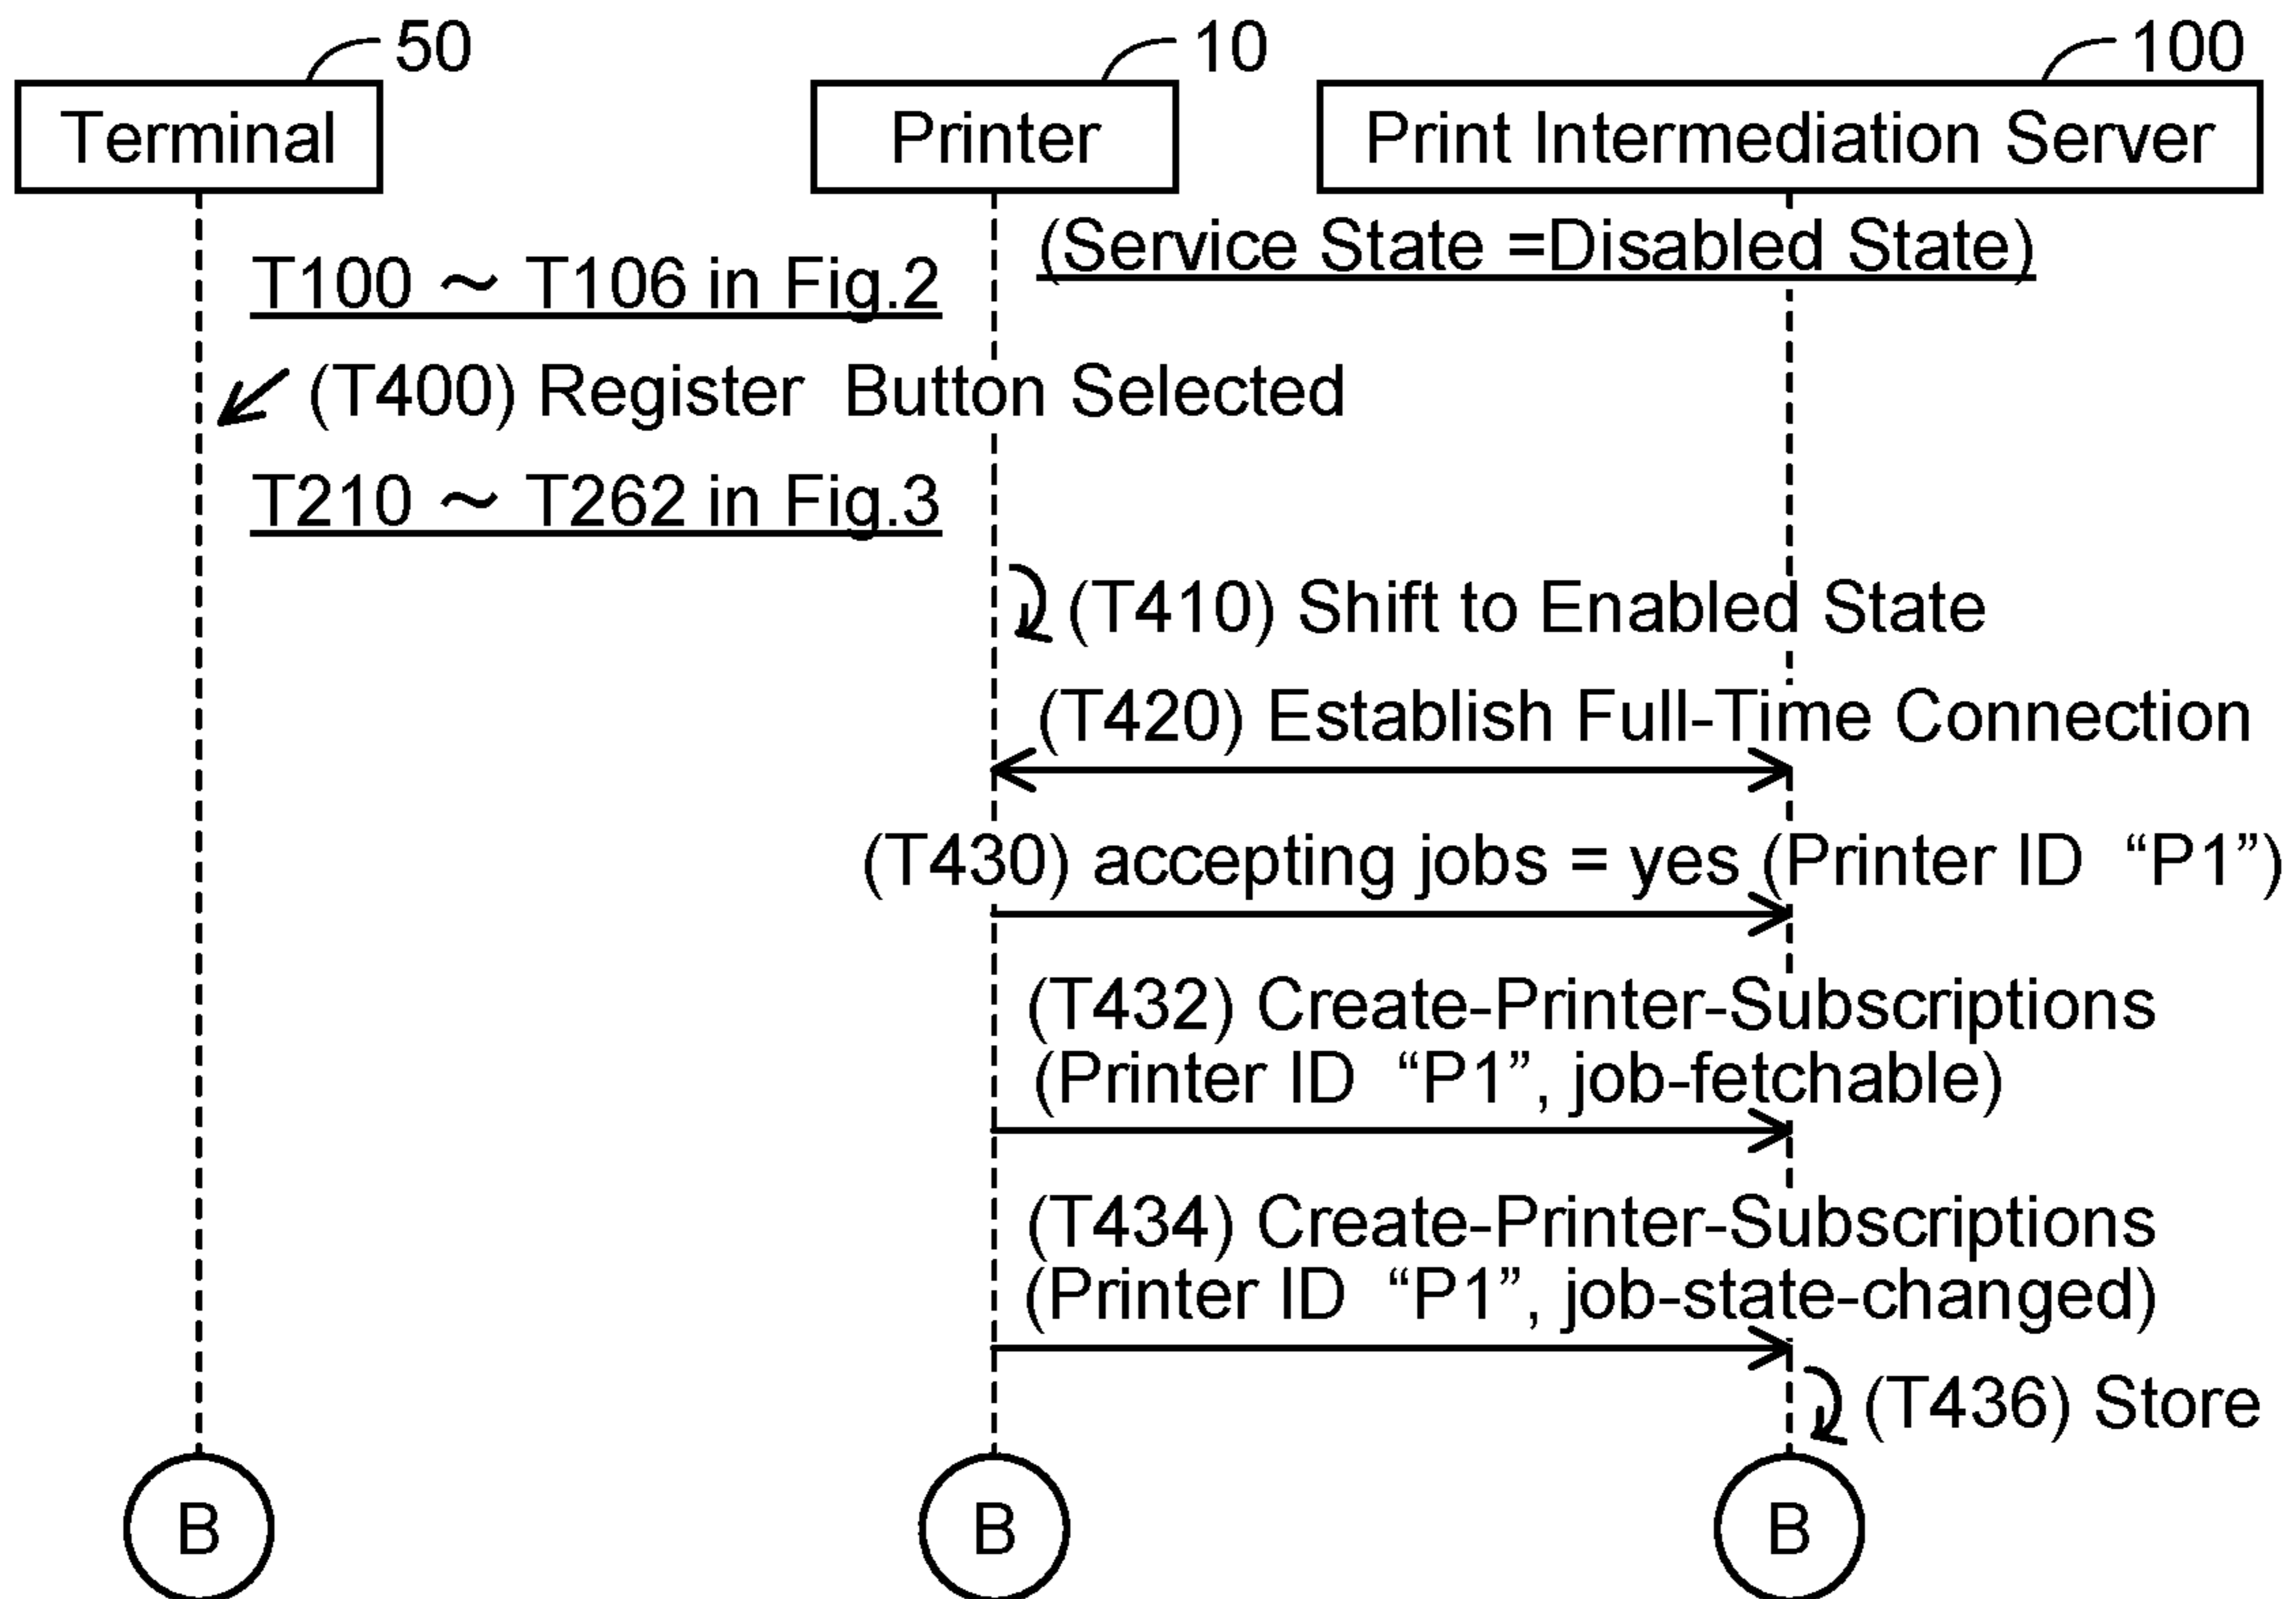 50
10
100
Terminal
Printer
Print Intermediation Server
(Service State =Disabled State)
T100 ~ T106 in Fig.2
(T400) Register Button Selected
T210 ~ T262 in Fig.3
(T410) Shift to Enabled State
(T420) Establish Full-Time Connection
(T430) accepting jobs = yes (Printer ID “P1”)
(T432) Create-Printer-Subscriptions
(Printer ID “P1”, job-fetchable)
(T434) Create-Printer-Subscriptions
(Printer ID “P1”, job-state-changed)
(T436) Store
B
B
B